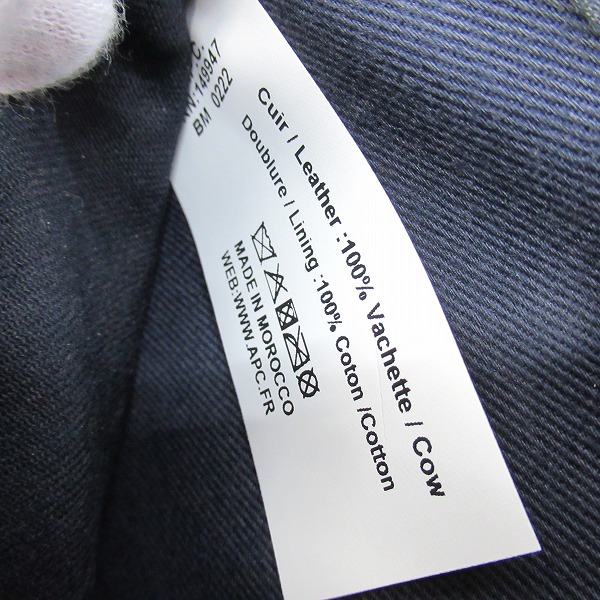 P.C.
N:149947
BM 0222
Cuir / Leather :100% Vachette / Cow
Doublure / Lining :100% Coton /Cotton
MADE IN MOROCCO
WEB:WWW.APC.FR